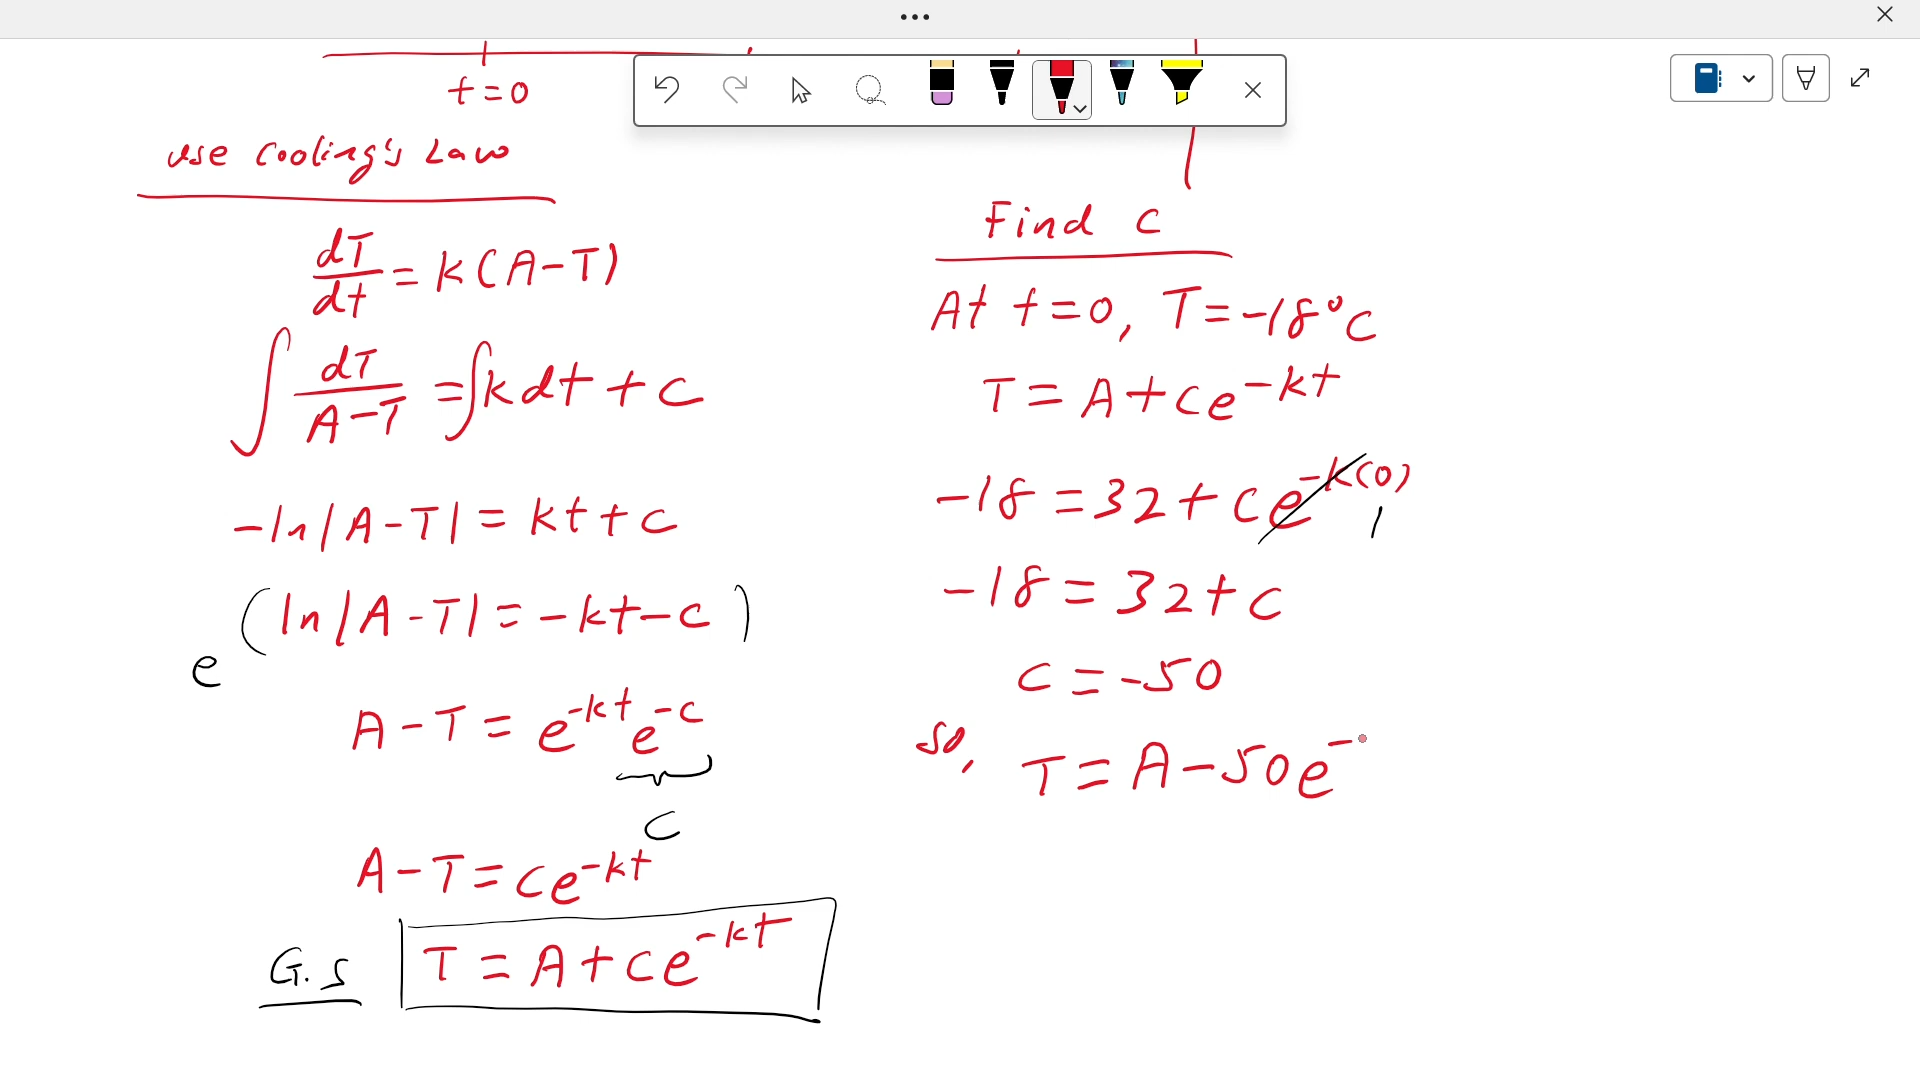 t=0
use Cooling's Law
dT/dt = k(A-T)
∫ dT/(A-T) = ∫k dt + c
-ln|A-T| = kt+c
e^(ln|A-T| = -kt-c)
A-T = e^-kt e^-c
c
A-T = ce^-kt
G.S T = A+ce^-kt
Find C
At t=0, T=-18°C
T = A+ce^-kt
-18 = 32+ce^-k(0) 1
-18 = 32+c
c = -50
so, T = A-50e^-